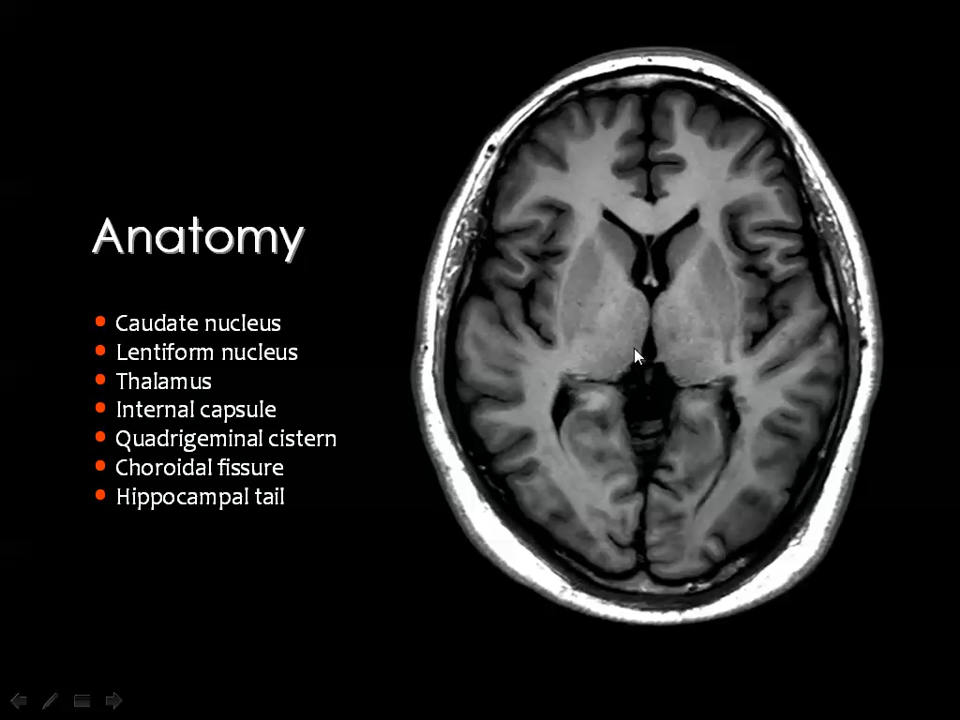 Anatomy
• Caudate nucleus
• Lentiform nucleus
• Thalamus
• Internal capsule
• Quadrigeminal cistern
• Choroidal fissure
• Hippocampal tail